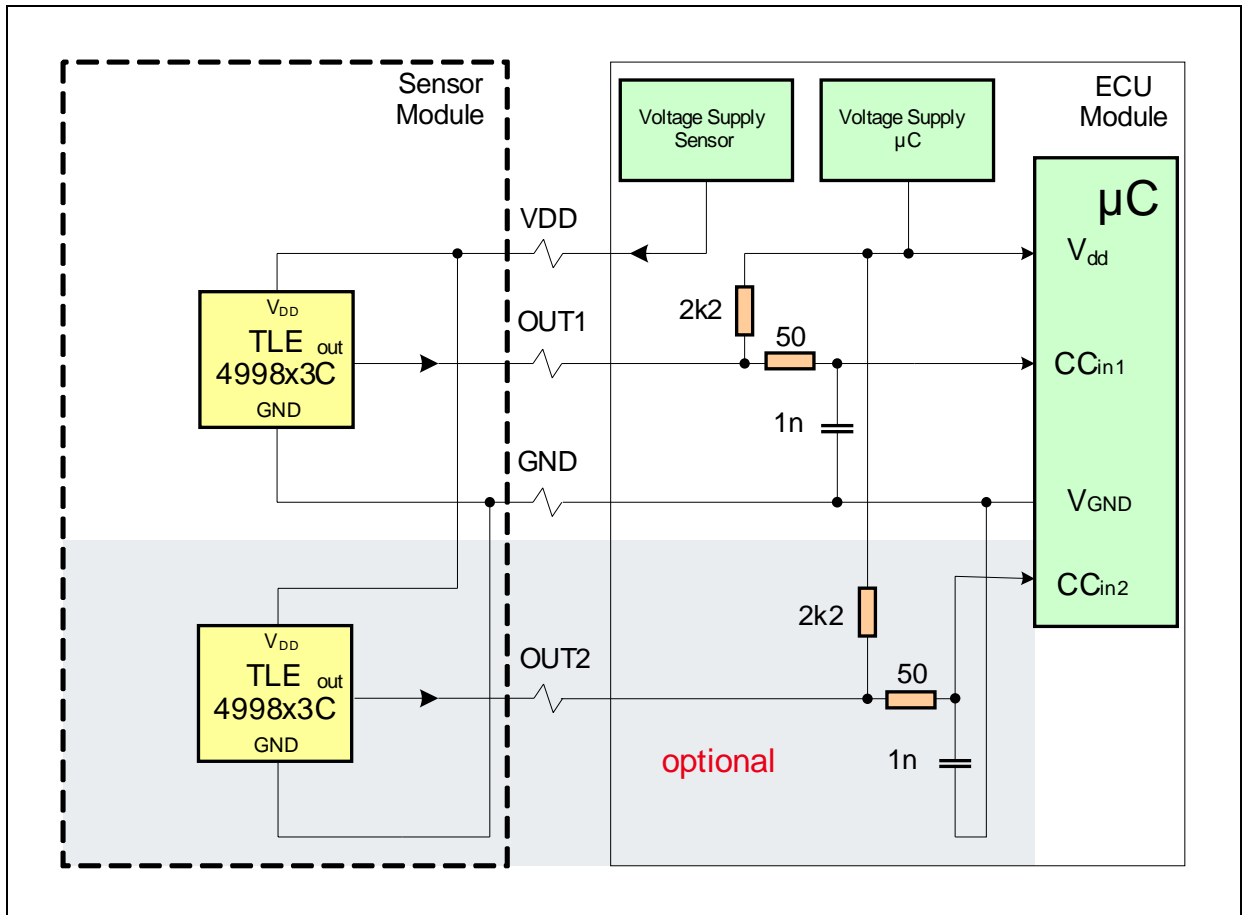 Sensor
Module
ECU
Module
Voltage Supply
Sensor
Voltage Supply
µC
µC
VDD
Vdd
VDD
TLE out
4998x3C
GND
OUT1
2k2
50
CCin1
1n
GND
VGND
CCin2
VDD
TLE out
4998x3C
GND
OUT2
2k2
50
1n
optional